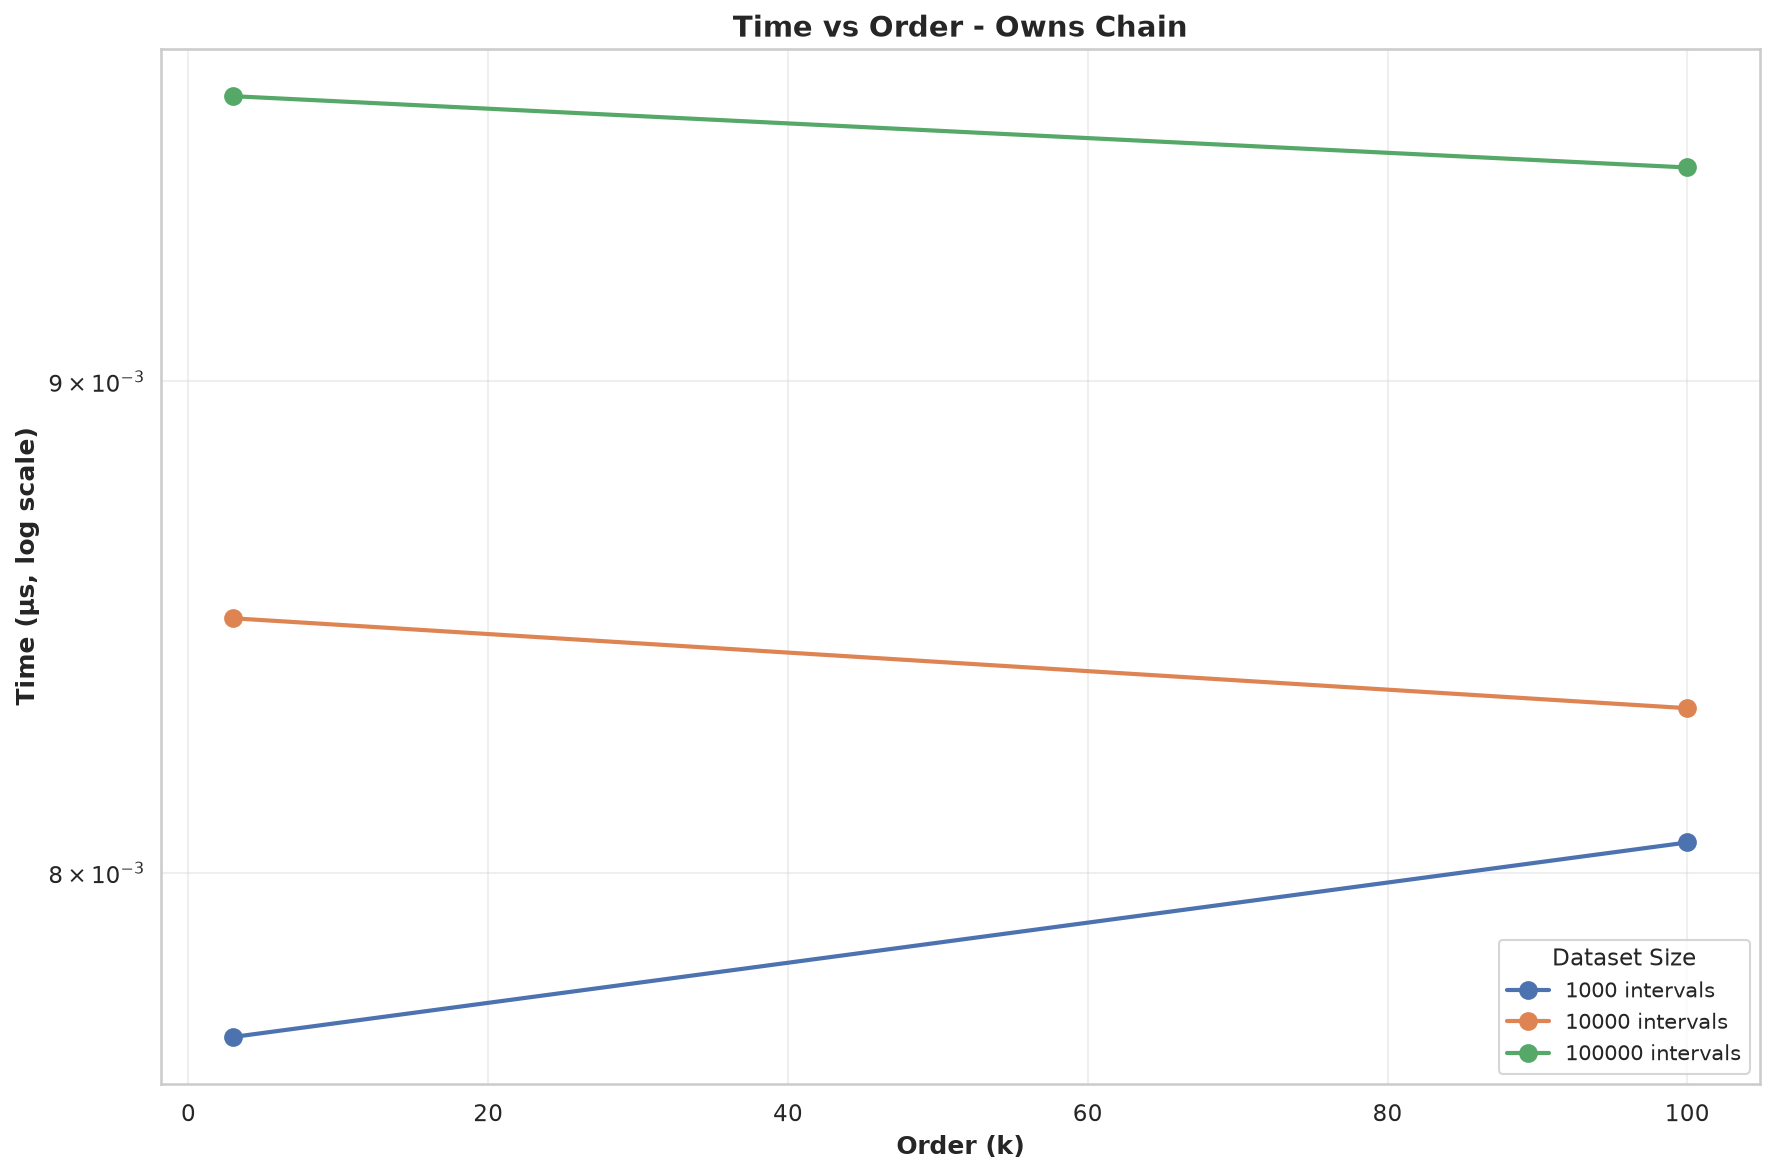 Time vs Order - Owns Chain
Time (µs, log scale)
9 × 10⁻³
8 × 10⁻³
0 20 40 60 80 100
Order (k)
Dataset Size
1000 intervals
10000 intervals
100000 intervals